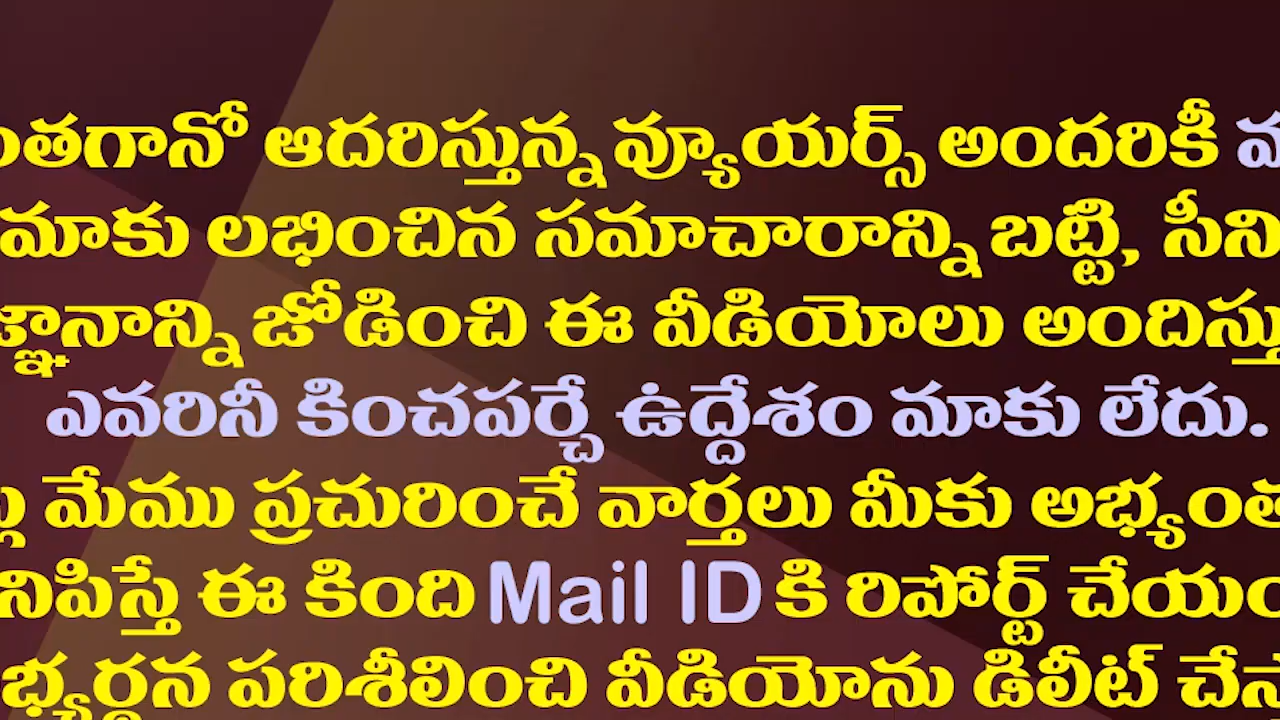 ంతగానో ఆదరిస్తున్న వ్యూయర్స్ అందరికీ
మాకు లభించిన సమాచారాన్ని బట్టి, సీని
జ్ఞానాన్ని జోడించి ఈ వీడియోలు అందిస్తు
ఎవరినీ కించపర్చే ఉద్దేశం మాకు లేదు.
మేము ప్రచురించే వార్తలు మీకు అభ్యంత
నిపిస్తే ఈ కింది Mail ID కి రిపోర్ట్ చేయం
భ్యర్థన పరిశీలించి వీడియోను డిలీట్ చేస